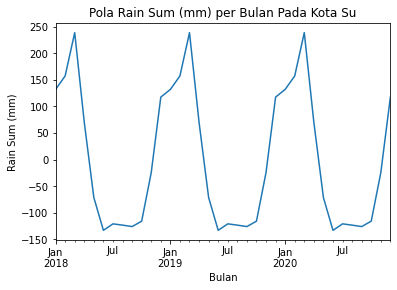 Pola Rain Sum (mm) per Bulan Pada Kota Su
Rain Sum (mm)
250
200
150
100
50
0
−50
−100
−150
Jan Jul Jan Jul Jan Jul
2018 2019 2020
Bulan